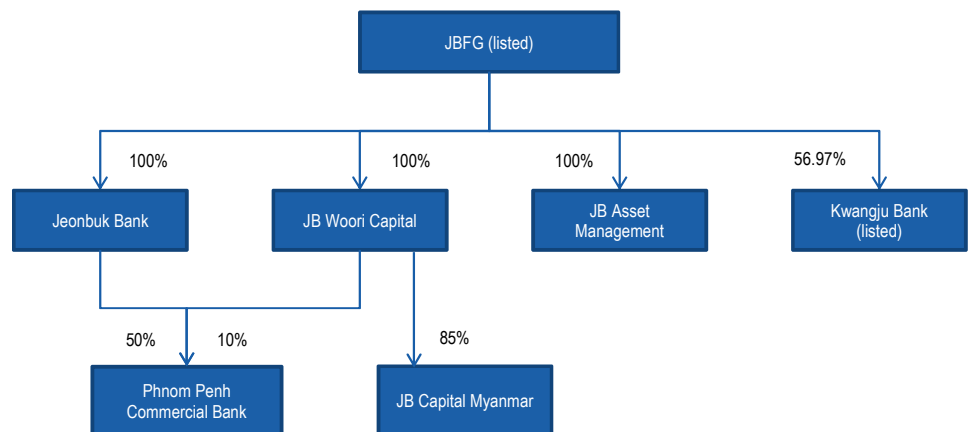 JBFG (listed)
100%
100%
100%
56.97%
Jeonbuk Bank
JB Woori Capital
JB Asset
Management
Kwangju Bank
(listed)
50%
10%
85%
Phnom Penh
Commercial Bank
JB Capital Myanmar